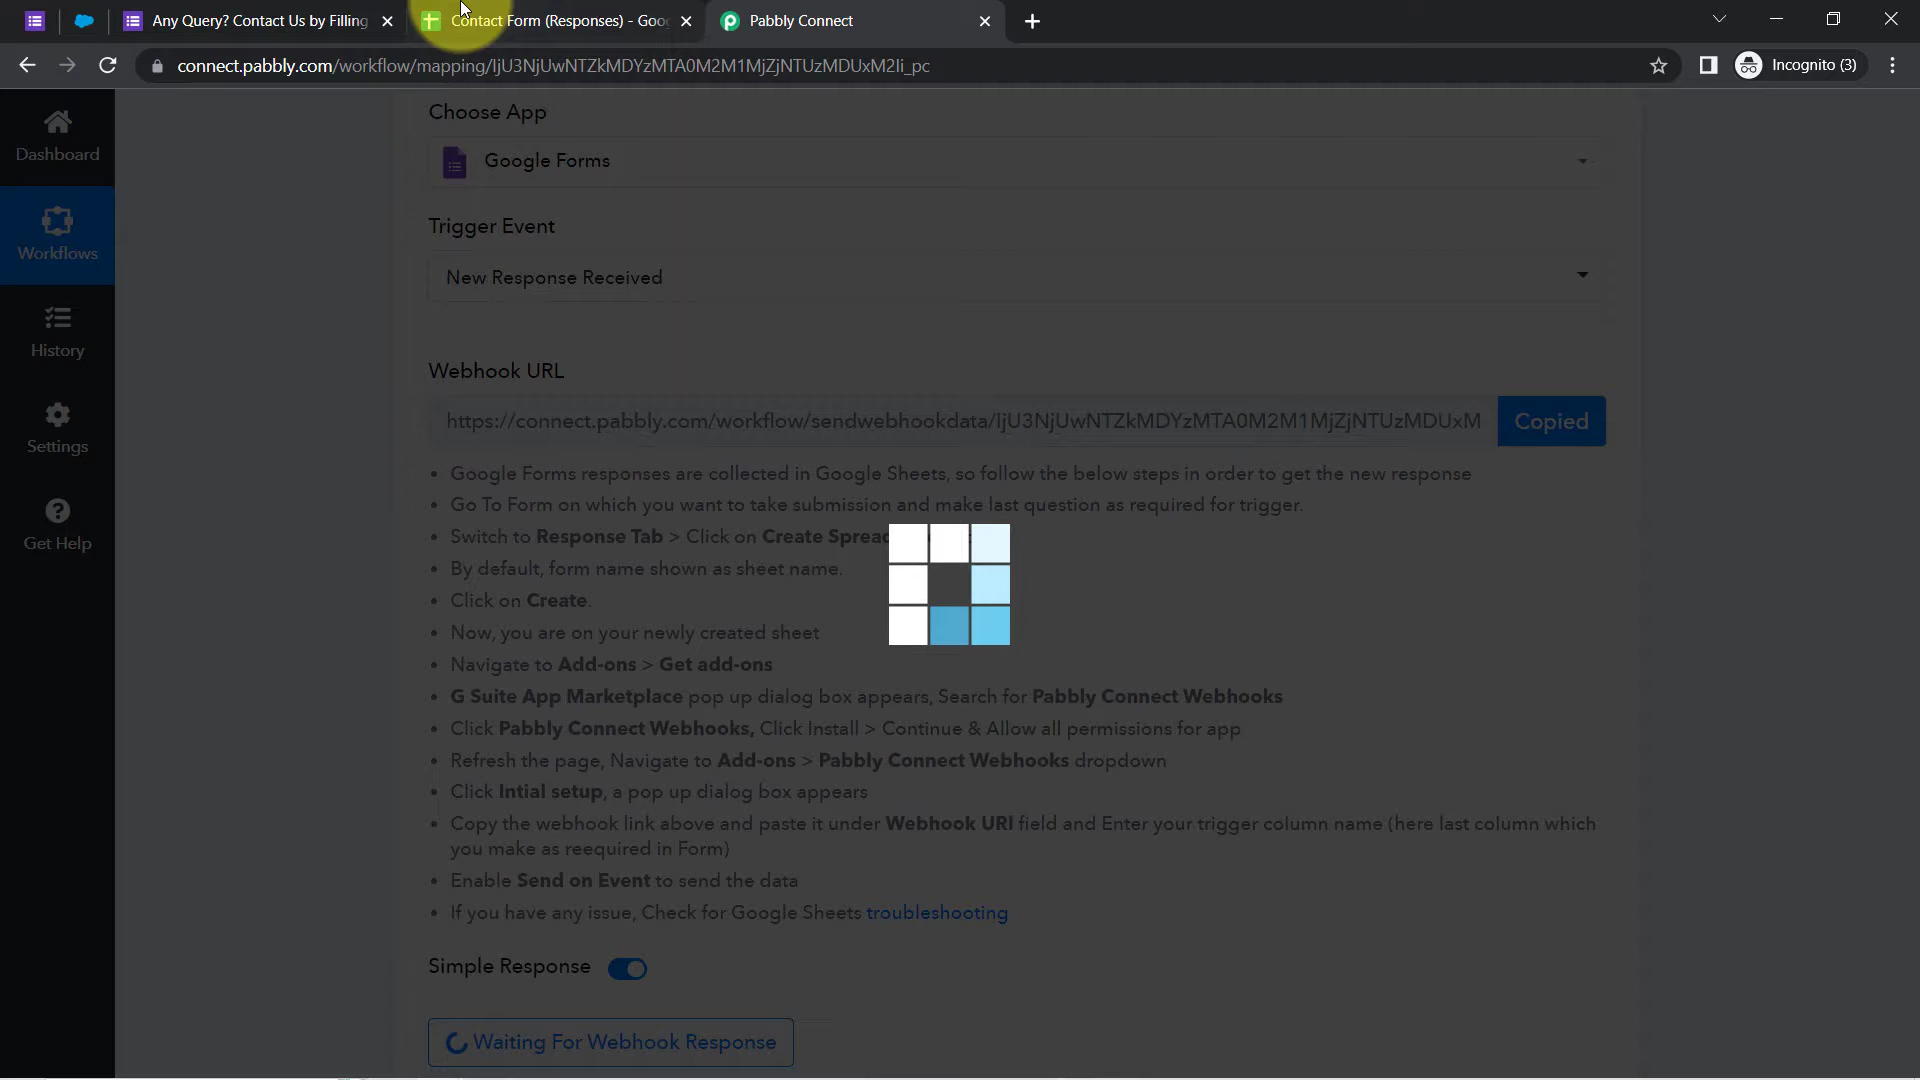 Any Query? Contact Us by Filling
Contact Form (Responses) - Goo
Pabbly Connect
connect.pabbly.com/workflow/mapping/IjU3NjUwNTZkMDYzMTA0M2M1MjZjNTUzMDUxM2Ii_pc
Incognito (3)
Dashboard
Workflows
History
Settings
Get Help
Choose App
Google Forms
Trigger Event
New Response Received
Webhook URL
https://connect.pabbly.com/workflow/sendwebhookdata/IjU3NjUwNTZkMDYzMTA0M2M1MjZjNTUzMDUxM
Copied
• Google Forms responses are collected in Google Sheets, so follow the below steps in order to get the new response
• Go To Form on which you want to take submission and make last question as required for trigger.
• Switch to Response Tab > Click on Create Sprea
• By default, form name shown as sheet name.
• Click on Create.
• Now, you are on your newly created sheet
• Navigate to Add-ons > Get add-ons
• G Suite App Marketplace pop up dialog box appears, Search for Pabbly Connect Webhooks
• Click Pabbly Connect Webhooks, Click Install > Continue & Allow all permissions for app
• Refresh the page, Navigate to Add-ons > Pabbly Connect Webhooks dropdown
• Click Intial setup, a pop up dialog box appears
• Copy the webhook link above and paste it under Webhook URl field and Enter your trigger column name (here last column which
you make as reequired in Form)
• Enable Send on Event to send the data
• If you have any issue, Check for Google Sheets troubleshooting
Simple Response
Waiting For Webhook Response